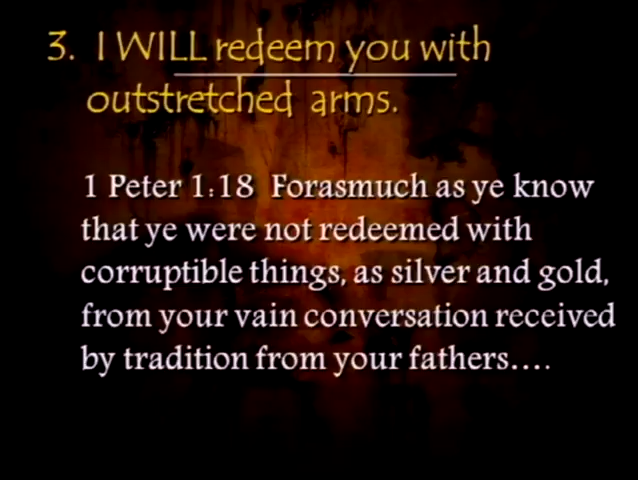 3. I WILL redeem you with
outstretched arms.
1 Peter 1:18 Forasmuch as ye know
that ye were not redeemed with
corruptible things, as silver and gold,
from your vain conversation received
by tradition from your fathers....